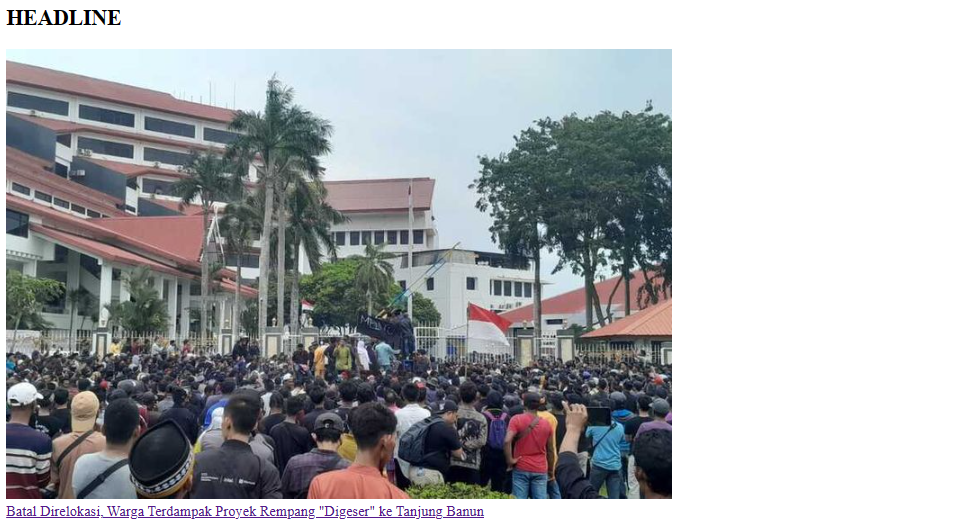 HEADLINE
Batal Direlokasi, Warga Terdampak Proyek Rempang "Digeser" ke Tanjung Banun